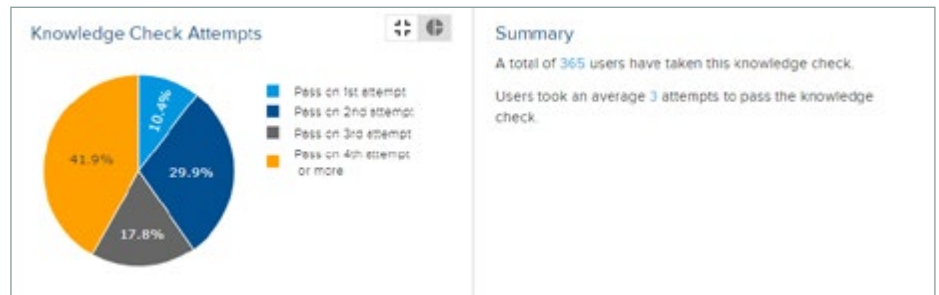 Knowledge Check Attempts
10.4%
29.9%
17.8%
41.9%
Pass on 1st attempt
Pass on 2nd attempt
Pass on 3rd attempt
Pass on 4th attempt
or more
Summary
A total of 365 users have taken this knowledge check.
Users took an average 3 attempts to pass the knowledge
check.